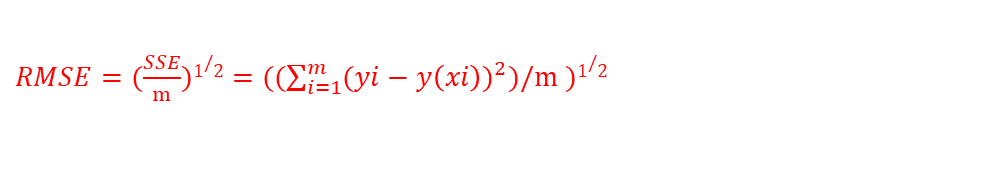 RMSE = (SSE/m)^1/2 = ((∑_{i=1}^{m}(yi − y(xi))^2)/m )^1/2